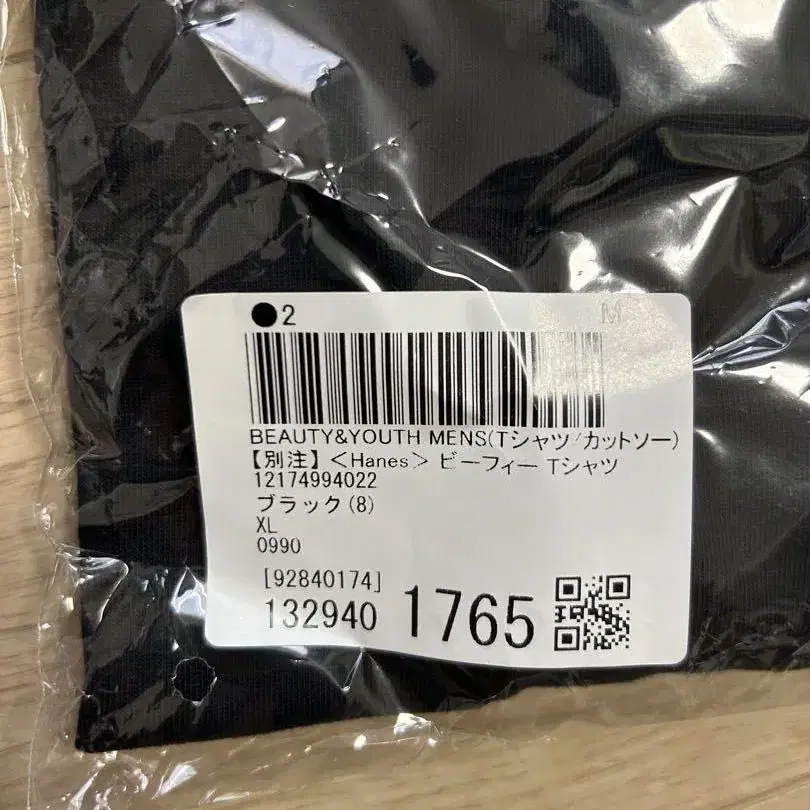 ●2 M
BEAUTY&YOUTH MENS(Tシャツ/カットソー)
【別注】＜Hanes＞ ビーフィー Tシャツ
12174994022
ブラック(8)
XL
0990
[92840174]
132940 1765